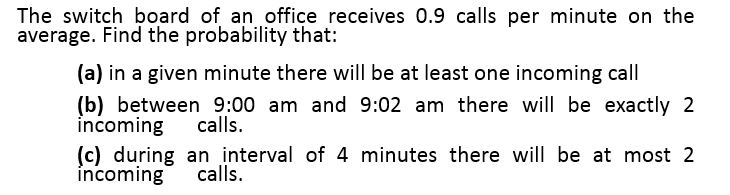 The switch board of an office receives 0.9 calls per minute on the
average. Find the probability that:
(a) in a given minute there will be at least one incoming call
(b) between 9:00 am and 9:02 am there will be exactly 2
incoming calls.
(c) during an interval of 4 minutes there will be at most 2
incoming calls.